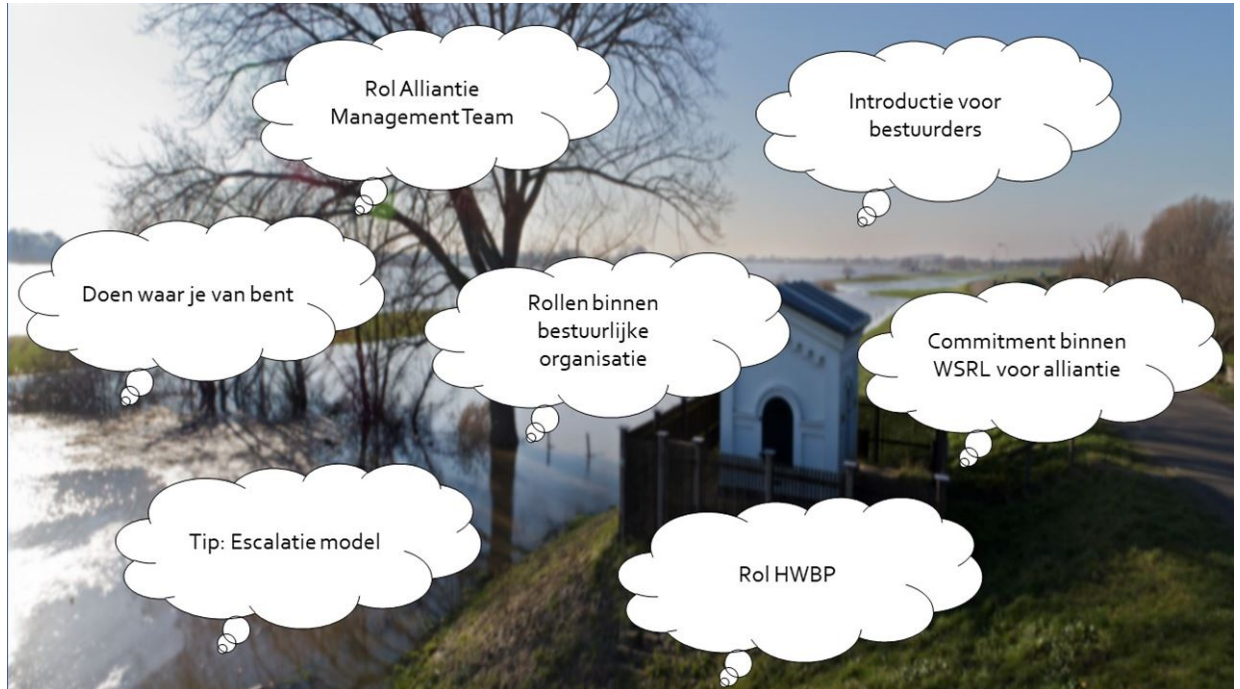 Rol Alliantie
Management Team
Introductie voor
bestuurders
Doen waar je van bent
Rollen binnen
bestuurlijke
organisatie
Commitment binnen
WSRL voor alliantie
Tip: Escalatie model
Rol HWBP